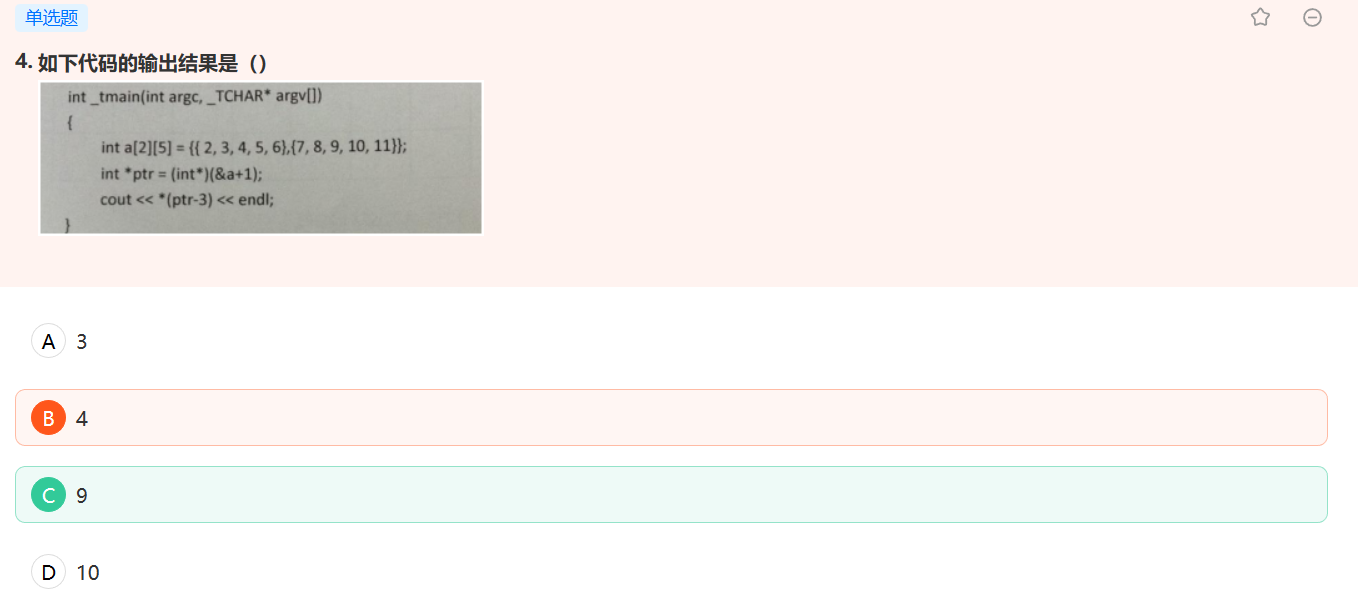 单选题
4. 如下代码的输出结果是（）
int _tmain(int argc, _TCHAR* argv[])
{
int a[2][5] = {{ 2, 3, 4, 5, 6},{7, 8, 9, 10, 11}};
int *ptr = (int*)(&a+1);
cout << *(ptr-3) << endl;
}
A 3
B 4
C 9
D 10